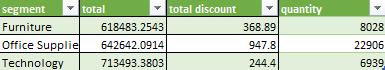 segment total total discount quantity
Furniture 618483.2543 368.89 8028
Office Supplie 642642.0914 947.8 22906
Technology 713493.3803 244.4 6939